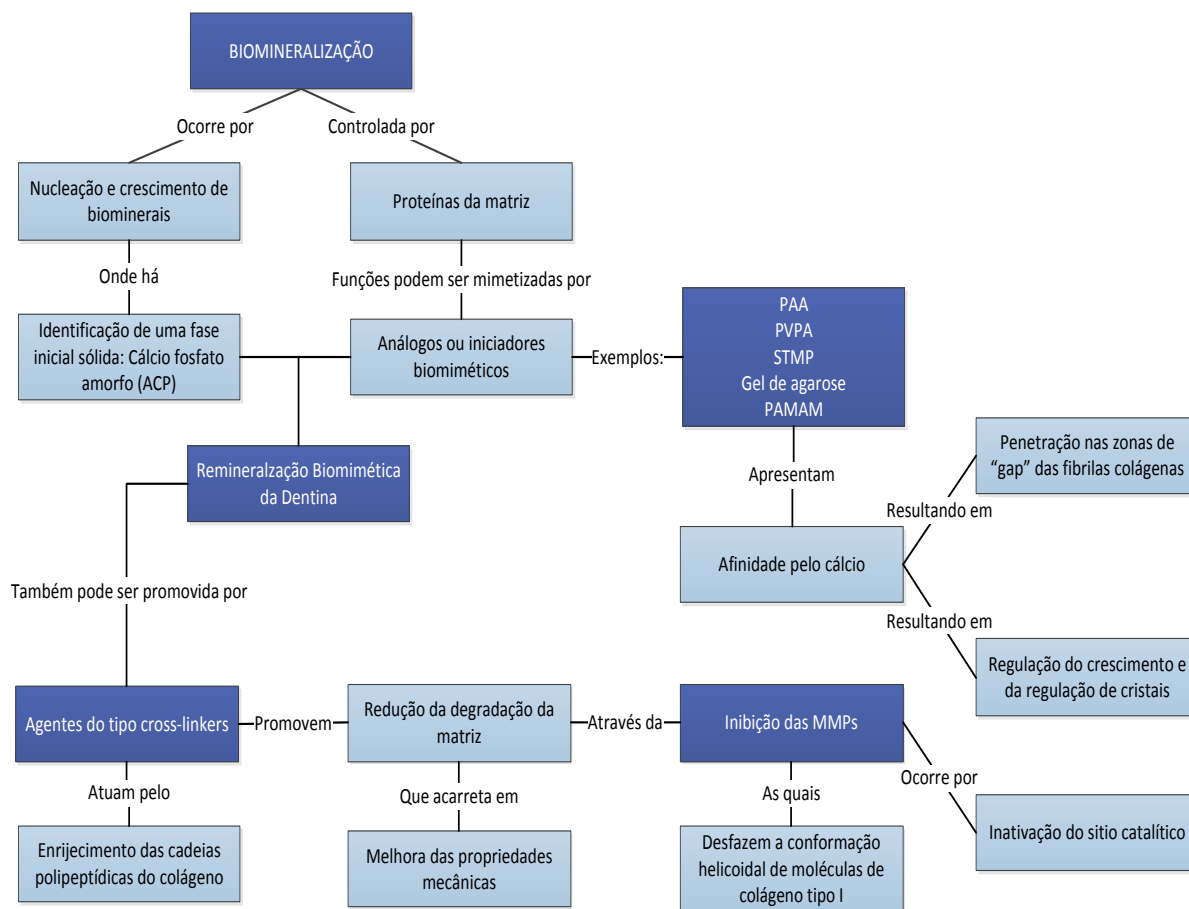 BIOMINERALIZAÇÃO
Ocorre por
Controlada por
Nucleação e crescimento de
biominerais
Proteínas da matriz
Onde há
Funções podem ser mimetizadas por
Identificação de uma fase
inicial sólida: Cálcio fosfato
amorfo (ACP)
Análogos ou iniciadores
biomiméticos
Exemplos:
PAA
PVPA
STMP
Gel de agarose
PAMAM
Remineralzação Biomimética
da Dentina
Apresentam
Penetração nas zonas de
“gap” das fibrilas colágenas
Resultando em
Afinidade pelo cálcio
Resultando em
Regulação do crescimento e
da regulação de cristais
Também pode ser promovida por
Agentes do tipo cross-linkers
Promovem
Redução da degradação da
matriz
Através da
Inibição das MMPs
Atuam pelo
Que acarreta em
As quais
Ocorre por
Enrijecimento das cadeias
polipeptídicas do colágeno
Melhora das propriedades
mecânicas
Desfazem a conformação
helicoidal de moléculas de
colágeno tipo I
Inativação do sitio catalítico